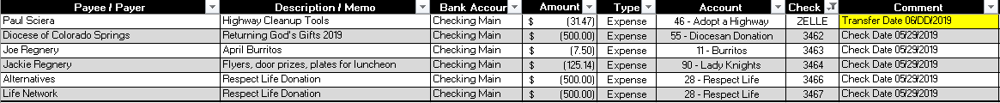 Payee / Payer Description / Memo Bank Accoun Amount Type Account Check Comment
Paul Sciera Highway Cleanup Tools Checking Main $ (31.47) Expense 46 - Adopt a Highway ZELLE Transfer Date 06/DD/2019
Diocese of Colorado Springs Returning God's Gifts 2019 Checking Main $ (500.00) Expense 55 - Diocesan Donation 3462 Check Date 05/29/2019
Joe Regnery April Burritos Checking Main $ (7.50) Expense 11 - Burritos 3463 Check Date 05/29/2019
Jackie Regnery Flyers, door prizes, plates for luncheon Checking Main $ (125.14) Expense 90 - Lady Knights 3464 Check Date 05/29/2019
Alternatives Respect Life Donation Checking Main $ (500.00) Expense 28 - Respect Life 3466 Check Date 05/29/2019
Life Network Respect Life Donation Checking Main $ (500.00) Expense 28 - Respect Life 3467 Check Date 05/29/2019